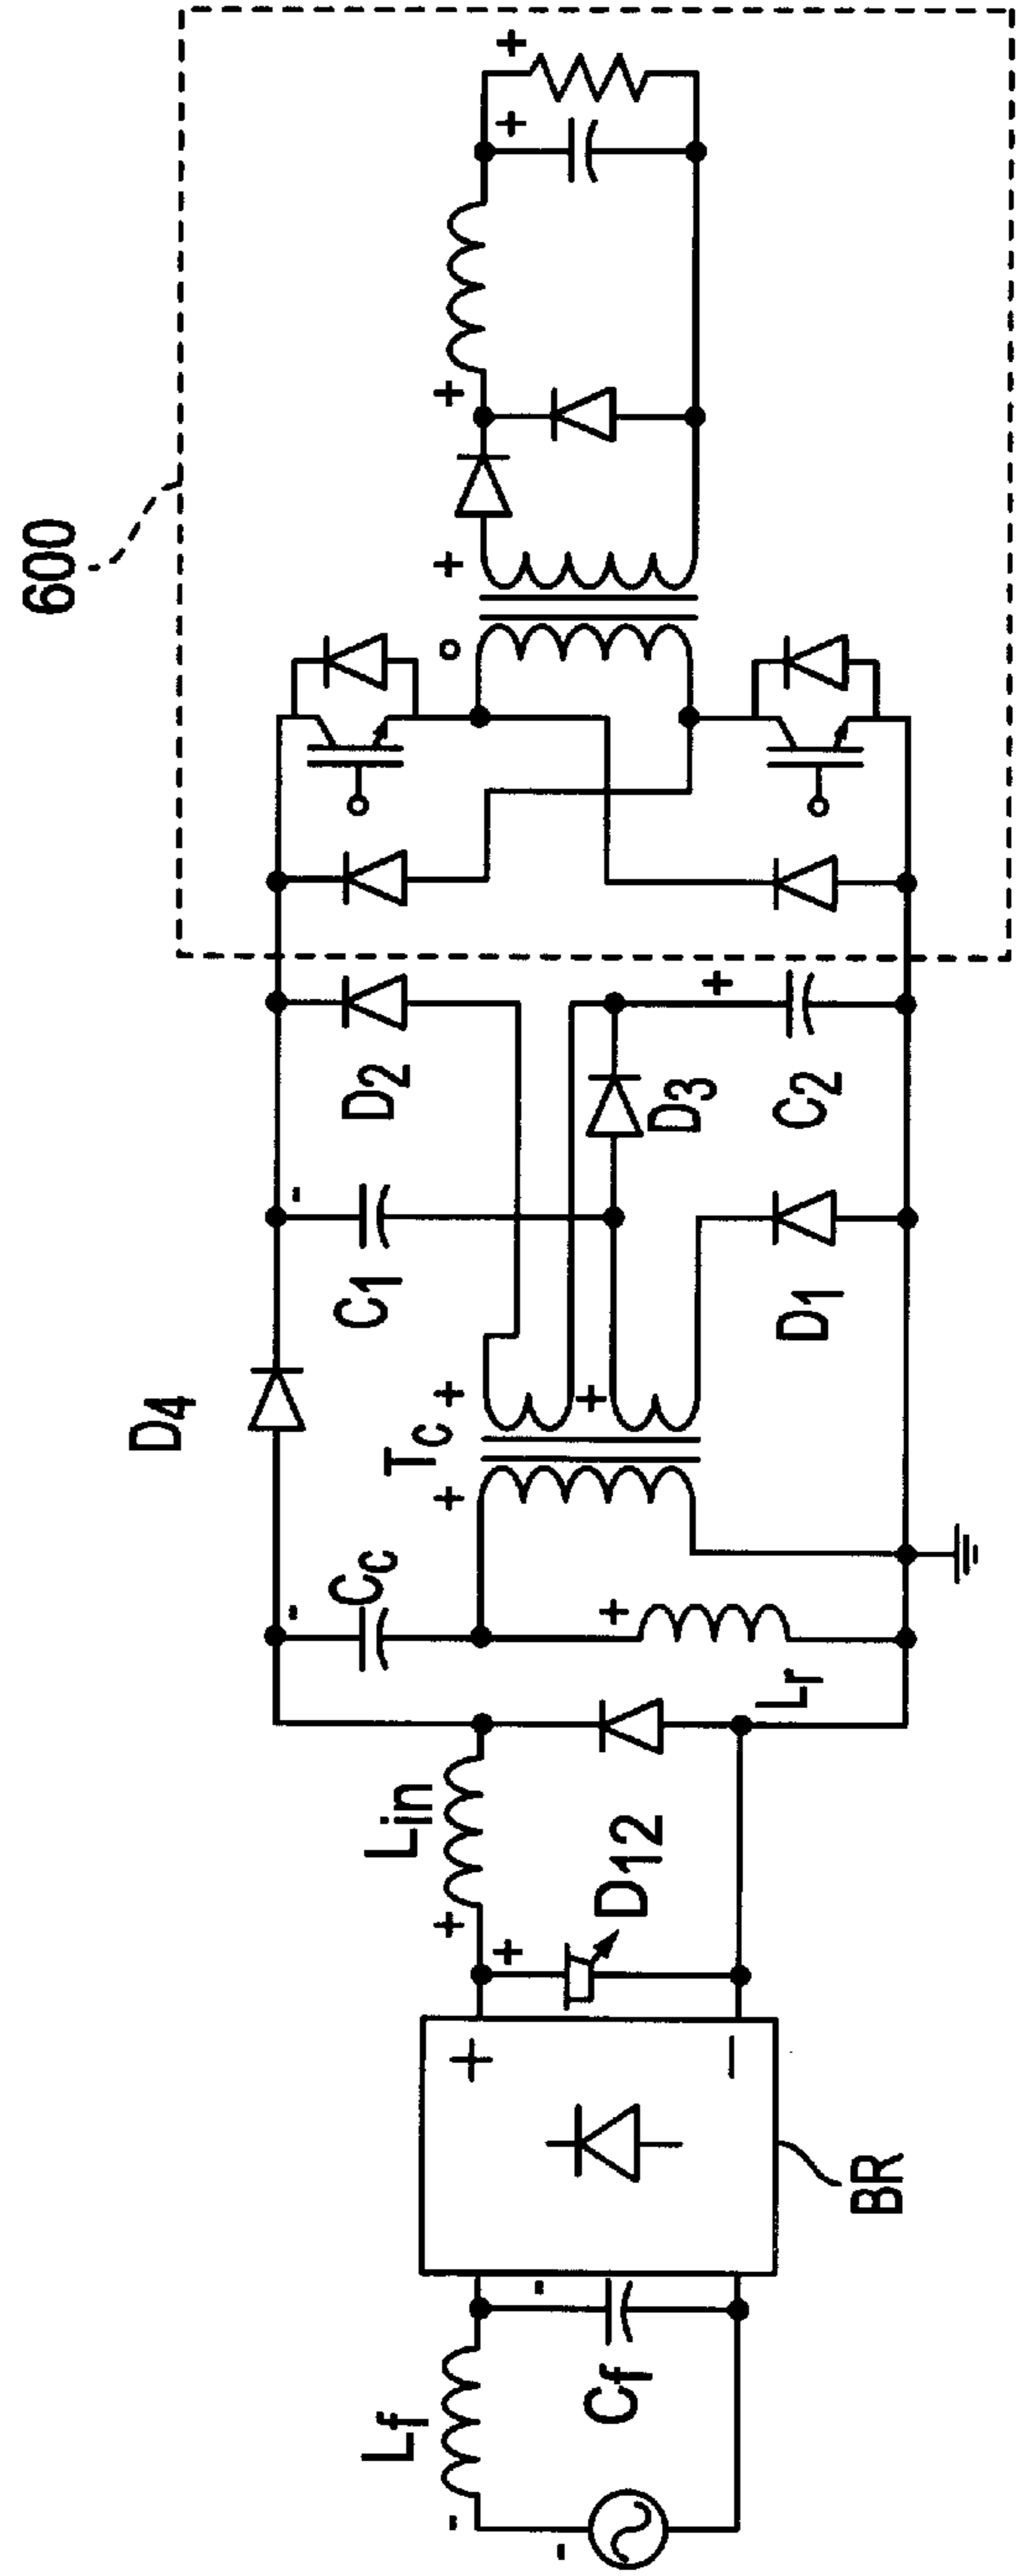 600
D4
TC
Cc
C1
D2
D3
C2
D1
Lr
Lin
D12
+
−
BR
Lf
Cf